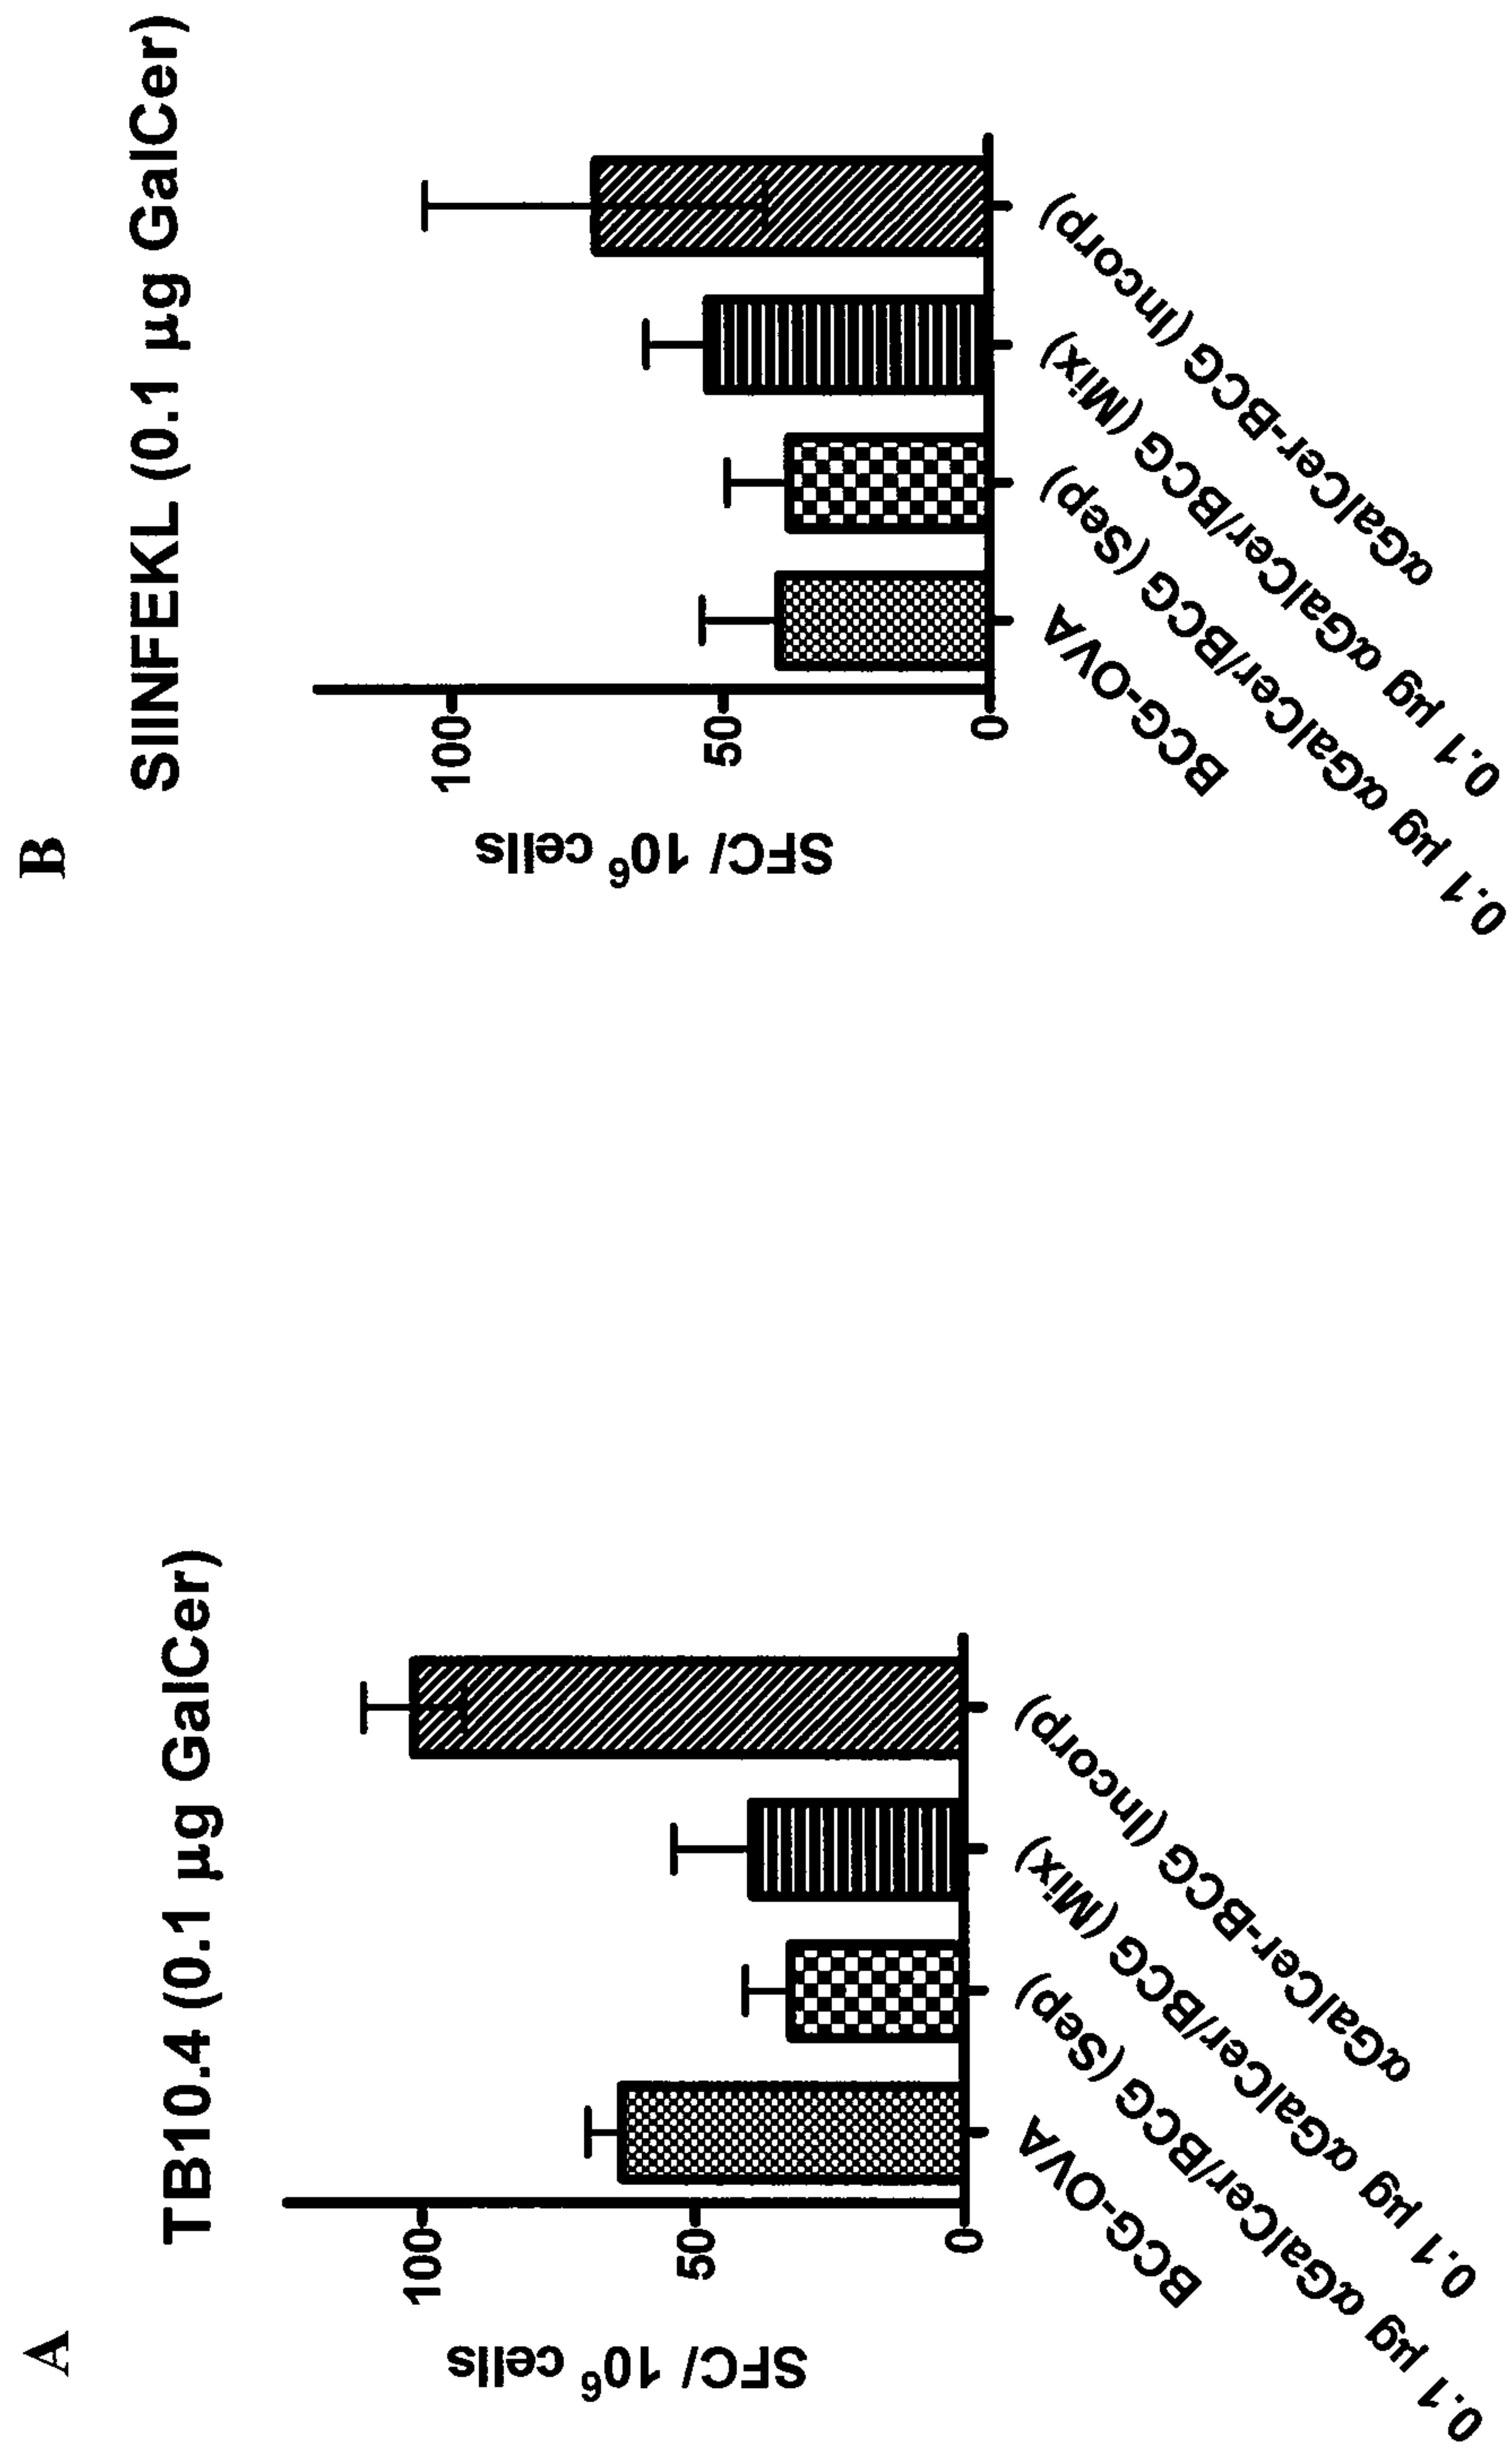 A
TB10.4 (0.1 µg GalCer)
SFC/ 10⁶ cells
100
50
0
BCG-OVA
0.1 µg αGalCer/BCG (Sep)
0.1 µg αGalCer/BCG (Mix)
αGalCer-BCG (Incorp)
B
SIINFEKL (0.1 µg GalCer)
SFC/ 10⁶ cells
100
50
0
BCG-OVA
0.1 µg αGalCer/BCG (Sep)
0.1 µg αGalCer/BCG (Mix)
αGalCer-BCG (Incorp)